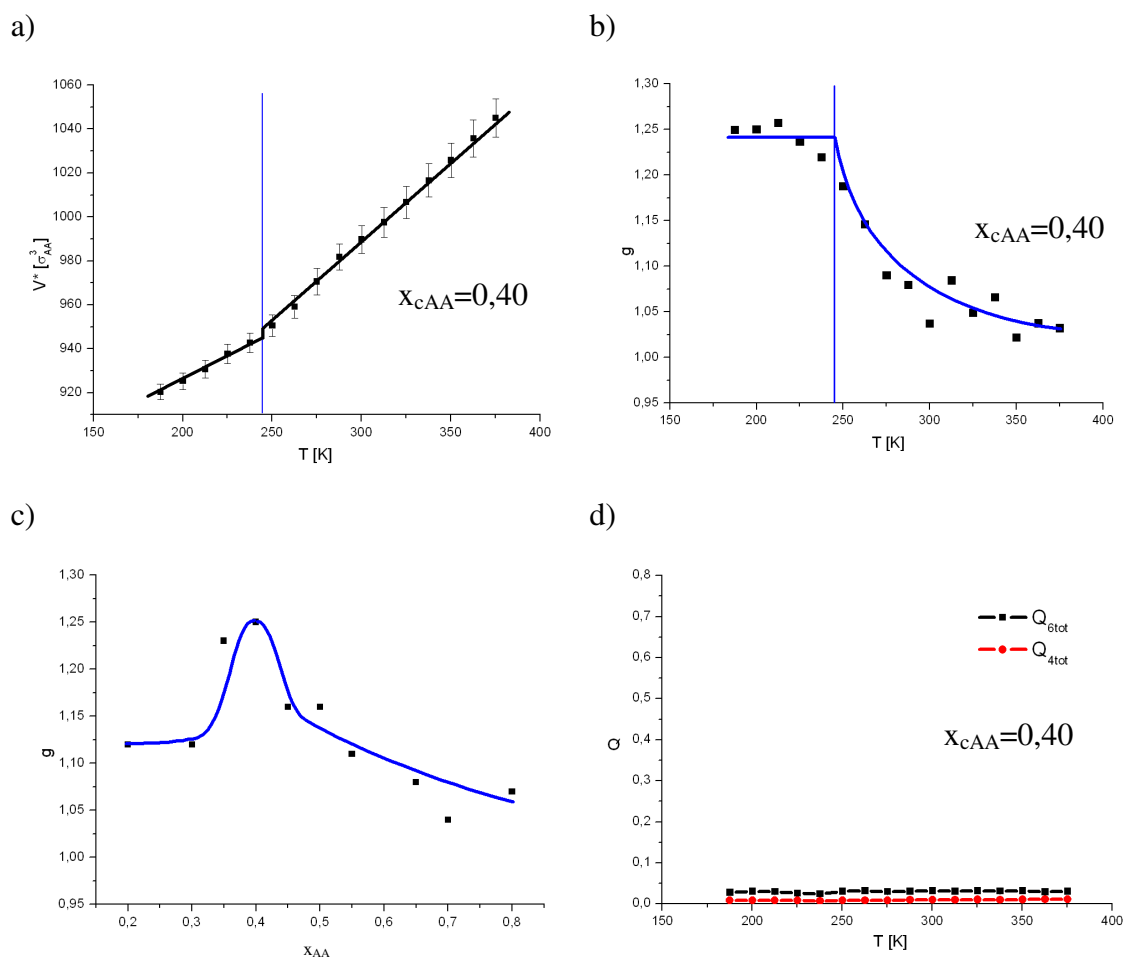 a)
1060
1040
1020
1000
980
960
940
920
V* [σ³AA]
150 200 250 300 350 400
T [K]
xcAA=0,40
b)
1,30
1,25
1,20
1,15
1,10
1,05
1,00
0,95
g
150 200 250 300 350 400
T [K]
xcAA=0,40
c)
1,30
1,25
1,20
1,15
1,10
1,05
1,00
0,95
g
0,2 0,3 0,4 0,5 0,6 0,7 0,8
xAA
d)
0,8
0,7
0,6
0,5
0,4
0,3
0,2
0,1
0,0
Q
150 200 250 300 350 400
T [K]
Q6tot
Q4tot
xcAA=0,40